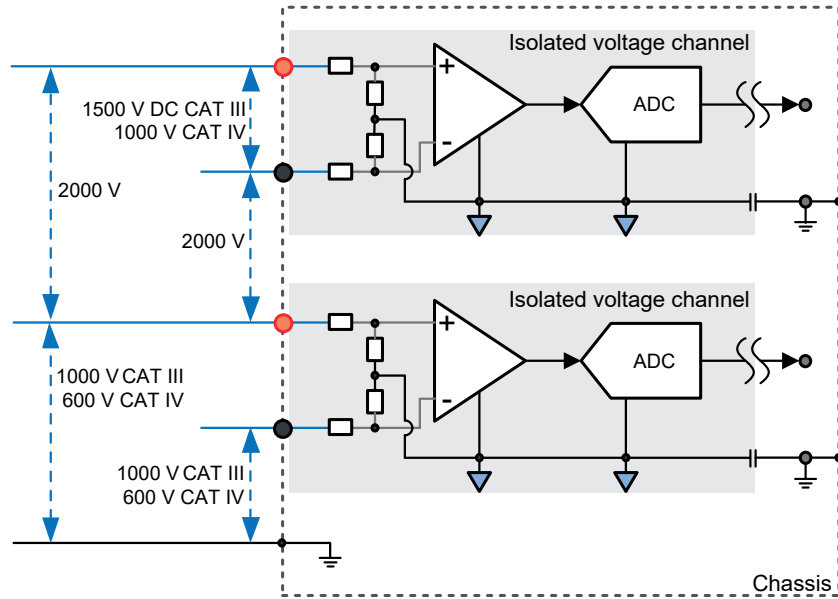 Isolated voltage channel
+
1500 V DC CAT III
1000 V CAT IV
ADC
-
2000 V
2000 V
Isolated voltage channel
+
ADC
1000 V CAT III
600 V CAT IV
-
1000 V CAT III
600 V CAT IV
Chassis